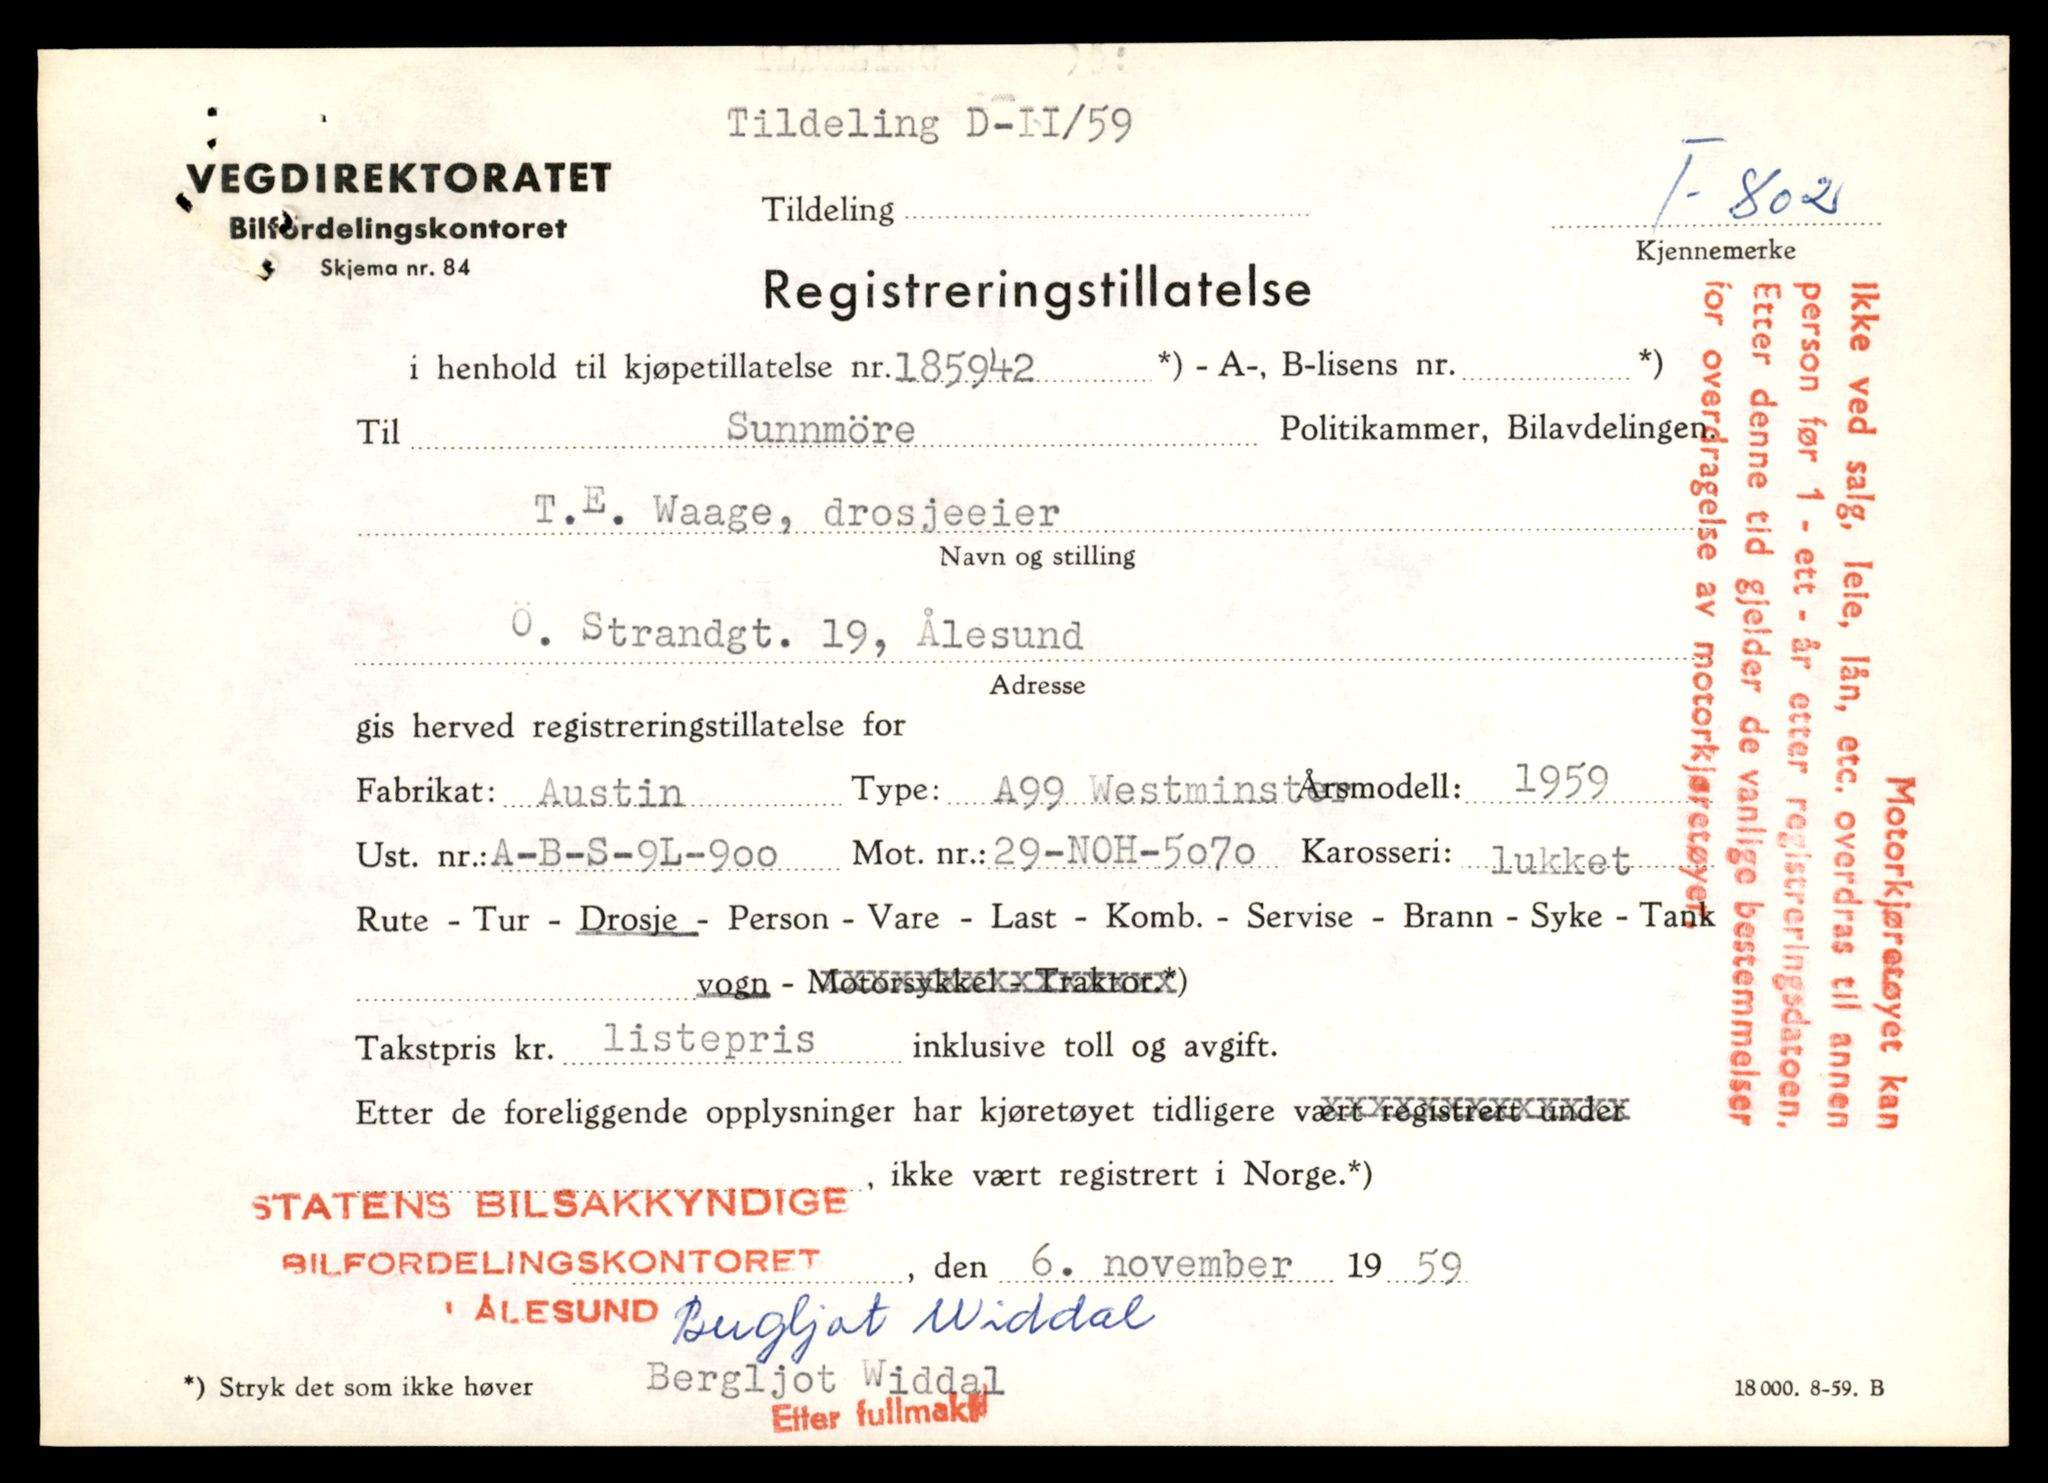 Tildeling D-II/59
VEGDIREKTORATET
Bilfordelingskontoret
Skjema nr. 84
Tildeling
T- 802
Kjennemerke
Registreringstillatelse
i henhold til kjøpetillatelse nr. 185942 *) - A-, B-lisens nr. *)
Til Sunnmöre Politikammer, Bilavdelingen.
T.E. Waage, drosjeeier
Navn og stilling
Ö. Strandgt. 19, Ålesund
Adresse
gis herved registreringstillatelse for
Fabrikat: Austin Type: A99 Westminster Årsmodell: 1959
Ust. nr.: A-B-S-9L-900 Mot. nr.: 29-NOH-5070 Karosseri: lukket
Rute - Tur - Drosje - Person - Vare - Last - Komb. - Servise - Brann - Syke - Tank
vogn - Motorsykkel - Traktor.*)
Takstpris kr. listepris inklusive toll og avgift.
Etter de foreliggende opplysninger har kjøretøyet tidligere vært registrert under
, ikke vært registrert i Norge.*)
STATENS BILSAKKYNDIGE
BILFORDELINGSKONTORET , den 6. november 19 59
I ÅLESUND
Bergljot Widdal
Bergljot Widdal
Etter fullmakt
*) Stryk det som ikke høver
18 000. 8-59. B
Motorkjøretøyet kan
ikke ved salg, leie, lån, etc. overdras til annen
person før 1 - ett - år etter registreringsdatoen.
Etter denne tid gjelder de vanlige bestemmelser
for overdragelse av motorkjøretøyer.